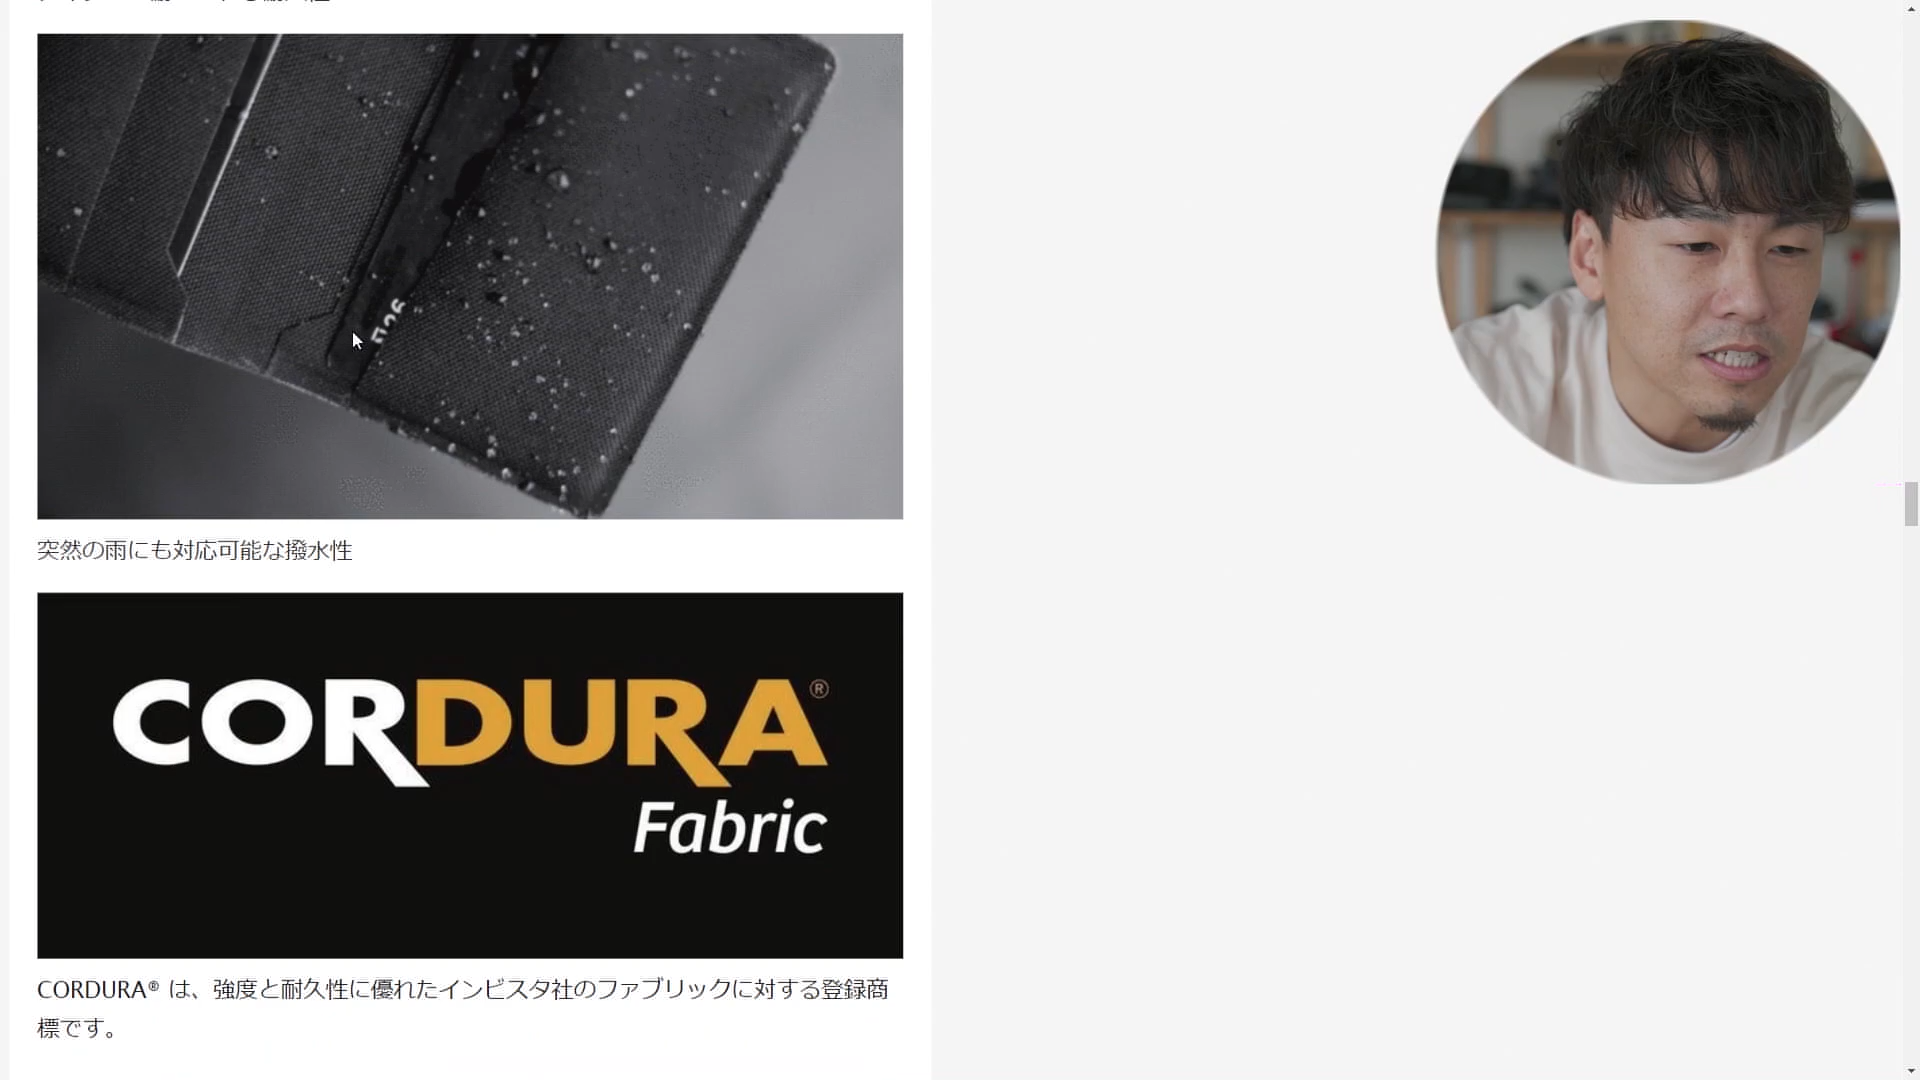 突然の雨にも対応可能な撥水性
CORDURA®
Fabric
CORDURA® は、強度と耐久性に優れたインビスタ社のファブリックに対する登録商
標です。